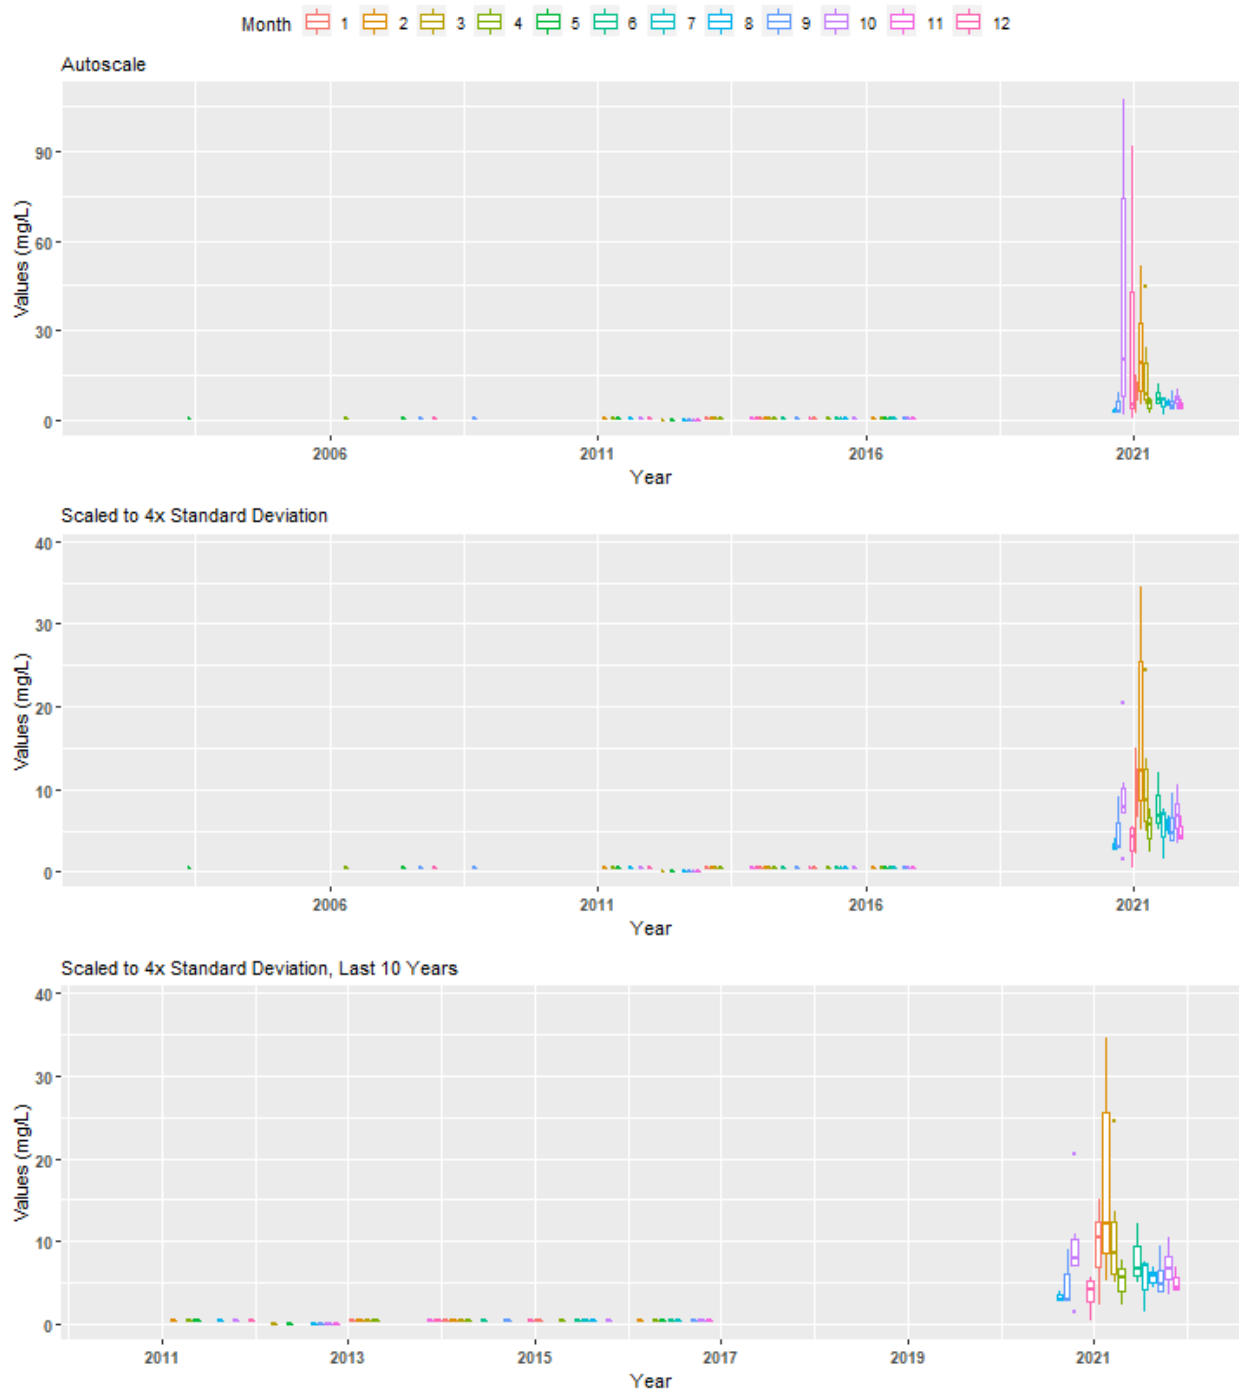 Month 1 2 3 4 5 6 7 8 9 10 11 12
Autoscale
Values (mg/L)
90
60
30
0
2006 2011 2016 2021
Year
Scaled to 4x Standard Deviation
Values (mg/L)
40
30
20
10
0
2006 2011 2016 2021
Year
Scaled to 4x Standard Deviation, Last 10 Years
Values (mg/L)
40
30
20
10
0
2011 2013 2015 2017 2019 2021
Year